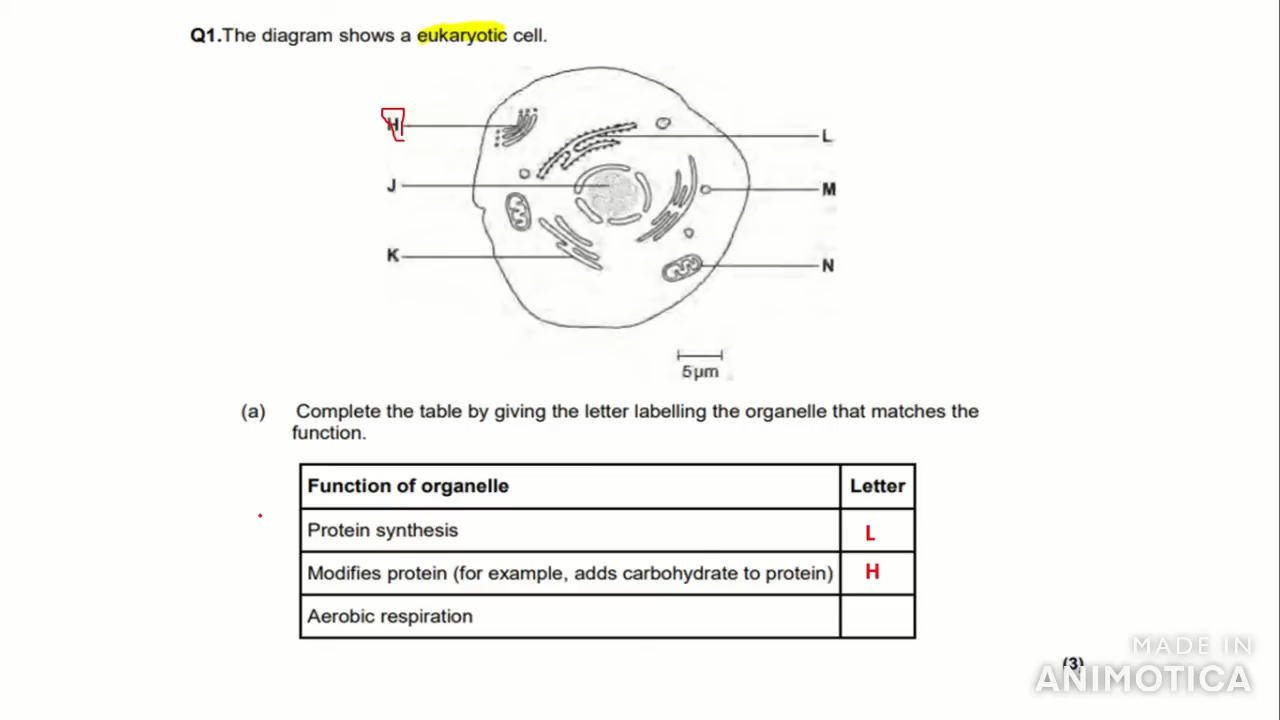 Q1.The diagram shows a eukaryotic cell.
H
L
J
M
K
N
5 µm
(a) Complete the table by giving the letter labelling the organelle that matches the
function.
Function of organelle Letter
Protein synthesis L
Modifies protein (for example, adds carbohydrate to protein) H
Aerobic respiration
(3)
MADE IN
ANIMOTICA